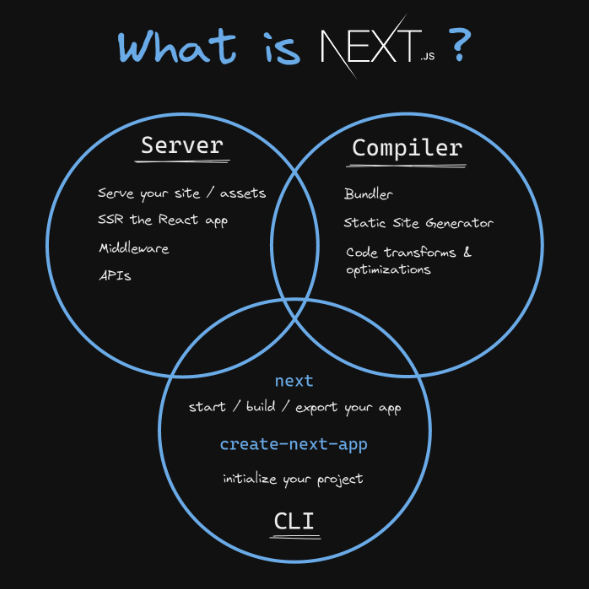 What is NEXT.JS ?
Server
Serve your site / assets
SSR the React app
Middleware
APIs
Compiler
Bundler
Static Site Generator
Code transforms &
optimizations
next
start / build / export your app
create-next-app
initialize your project
CLI